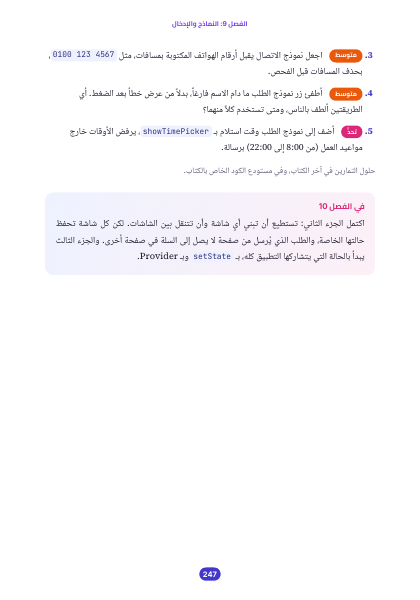 الفصل 9: النماذج والإدخال
3. متوسط اجعل نموذج الاتصال يقبل أرقام الهواتف المكتوبة بمسافات، مثل 0100 123 4567،
بحذف المسافات قبل الفحص.
4. متوسط أطفئ زر نموذج الطلب ما دام الاسم فارغاً، بدلاً من عرض خطأ بعد الضغط. أي
الطريقتين ألطف بالناس، ومتى تستخدم كلاً منهما؟
5. تحدٍّ أضف إلى نموذج الطلب وقت استلام بـ showTimePicker، يرفض الأوقات خارج
مواعيد العمل (من 8:00 إلى 22:00) برسالة.
حلول التمارين في آخر الكتاب، وفي مستودع الكود الخاص بالكتاب.
في الفصل 10
اكتمل الجزء الثاني: تستطيع أن تبني أي شاشة وأن تتنقل بين الشاشات. لكن كل شاشة تحفظ
حالتها الخاصة، والطلب الذي يُرسل من صفحة لا يصل إلى السلة في صفحة أخرى. والجزء الثالث
يبدأ بالحالة التي يتشاركها التطبيق كله، بـ setState وبـ Provider.
247